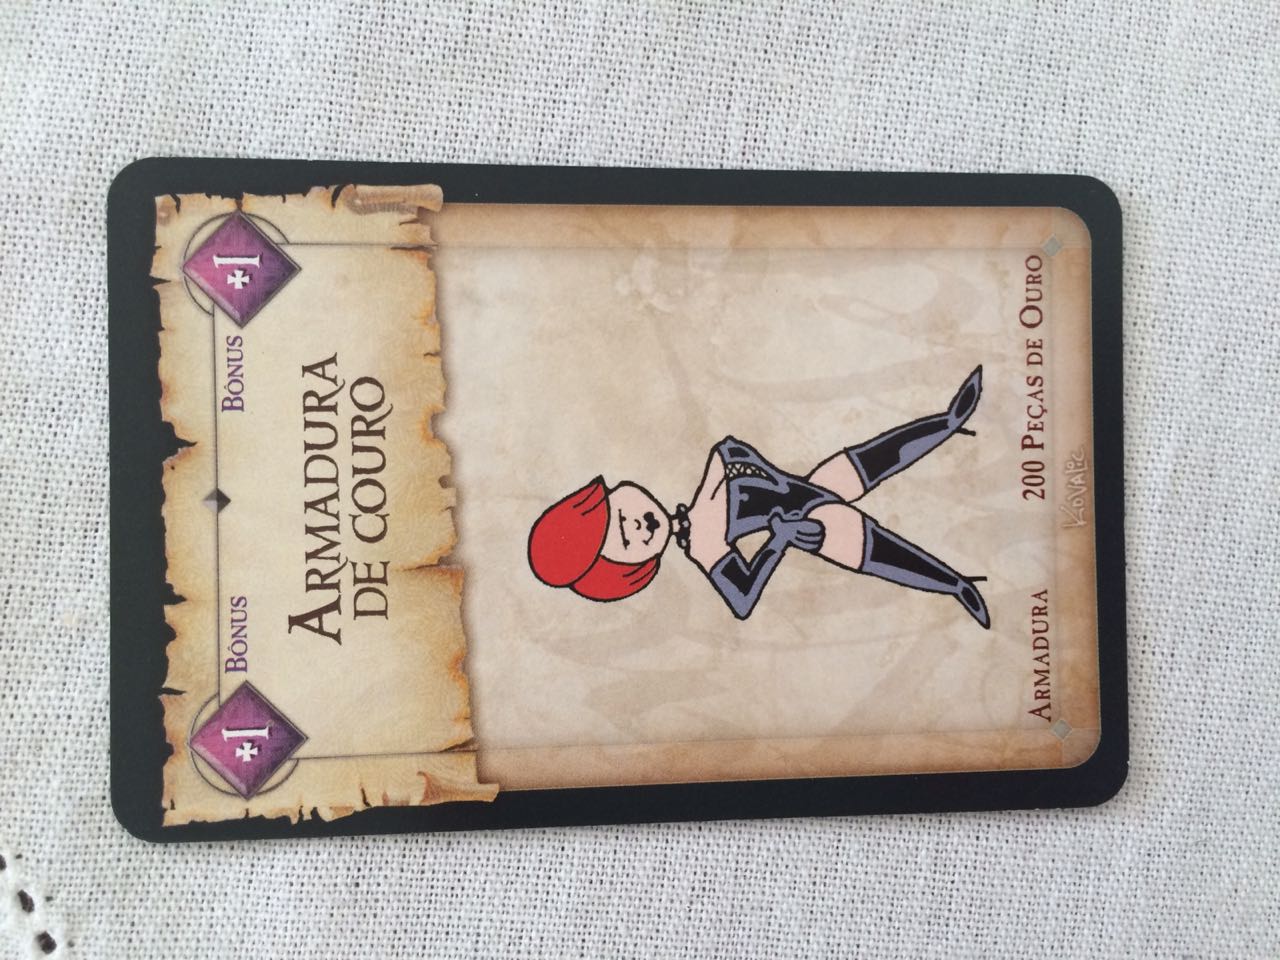 +1 Bônus Bônus +1
Armadura
de couro
Armadura 200 Peças de Ouro
Kovalic